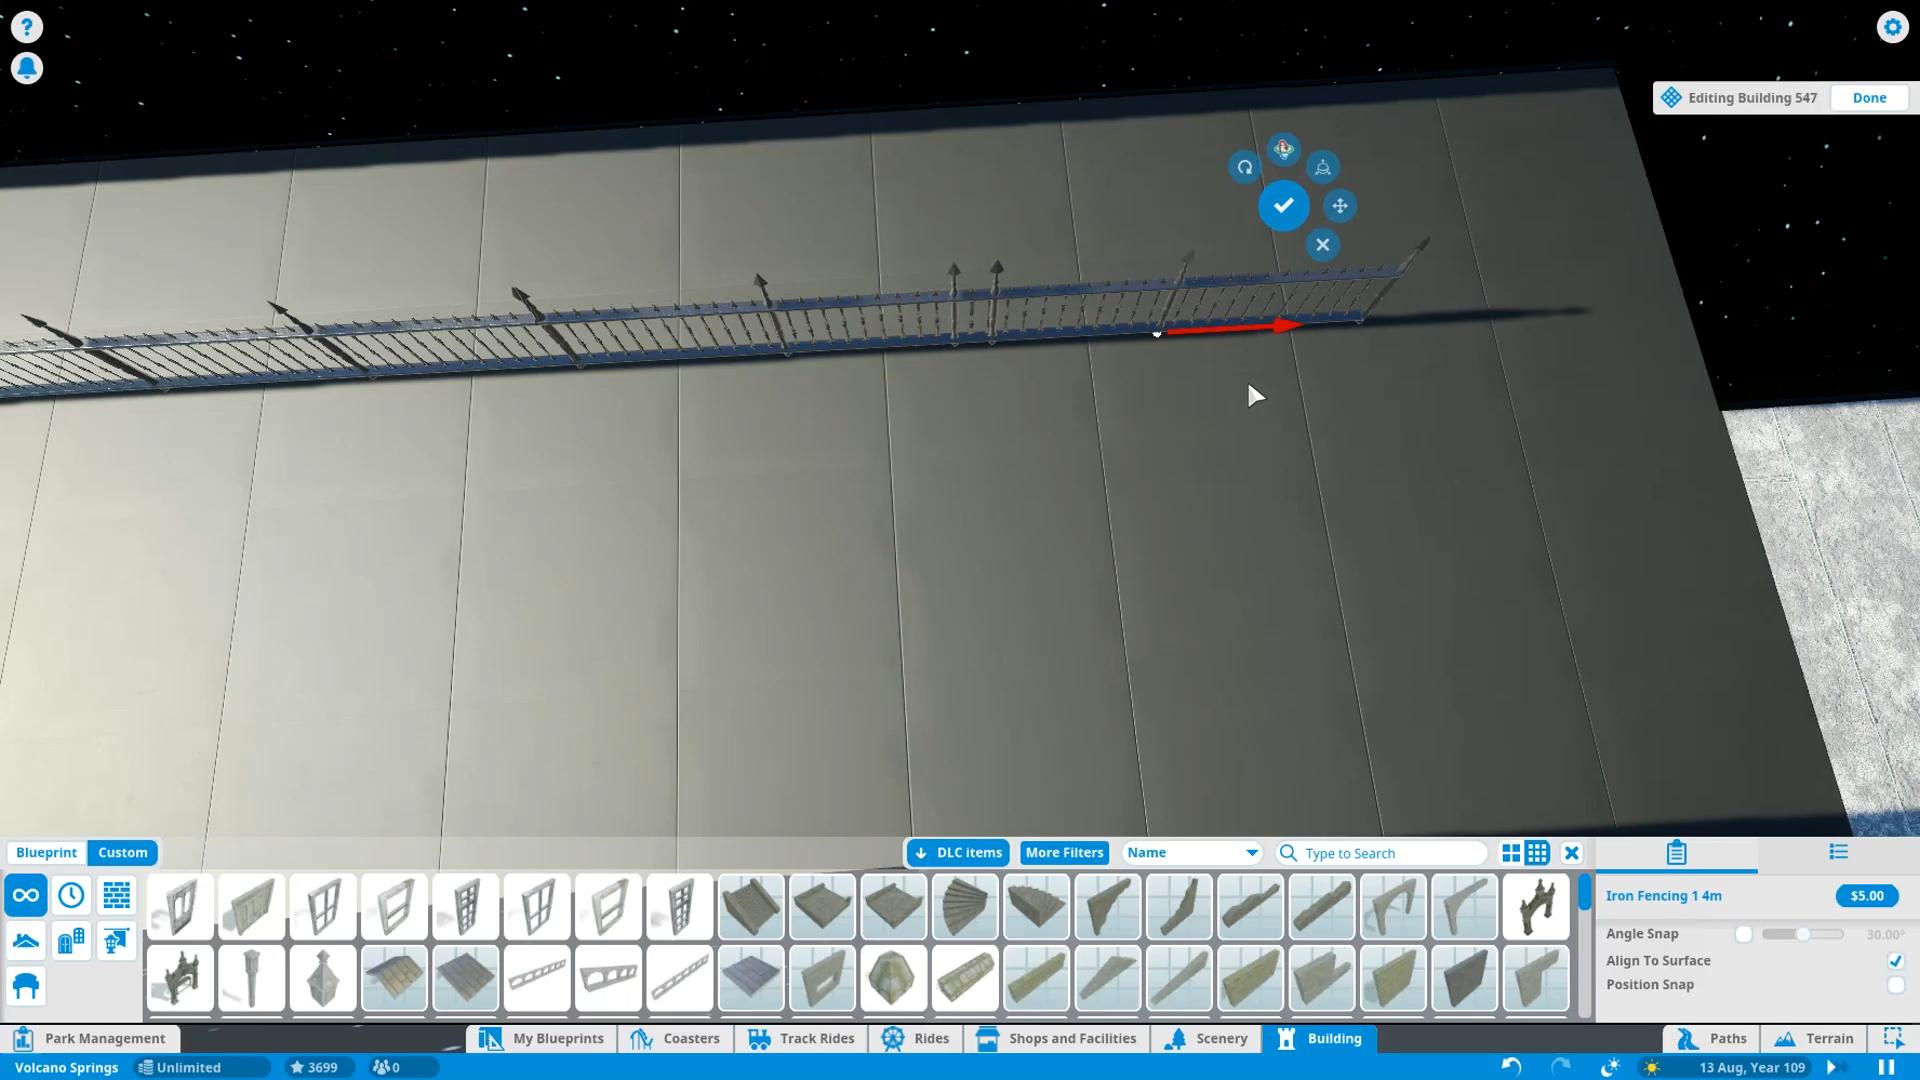 ?
Editing Building 547 Done
Blueprint Custom
DLC items More Filters Name Type to Search
Iron Fencing 1 4m $5.00
Angle Snap 30.00°
Align To Surface
Position Snap
Park Management My Blueprints Coasters Track Rides Rides Shops and Facilities Scenery Building Paths Terrain
Volcano Springs Unlimited 3699 0 13 Aug, Year 109